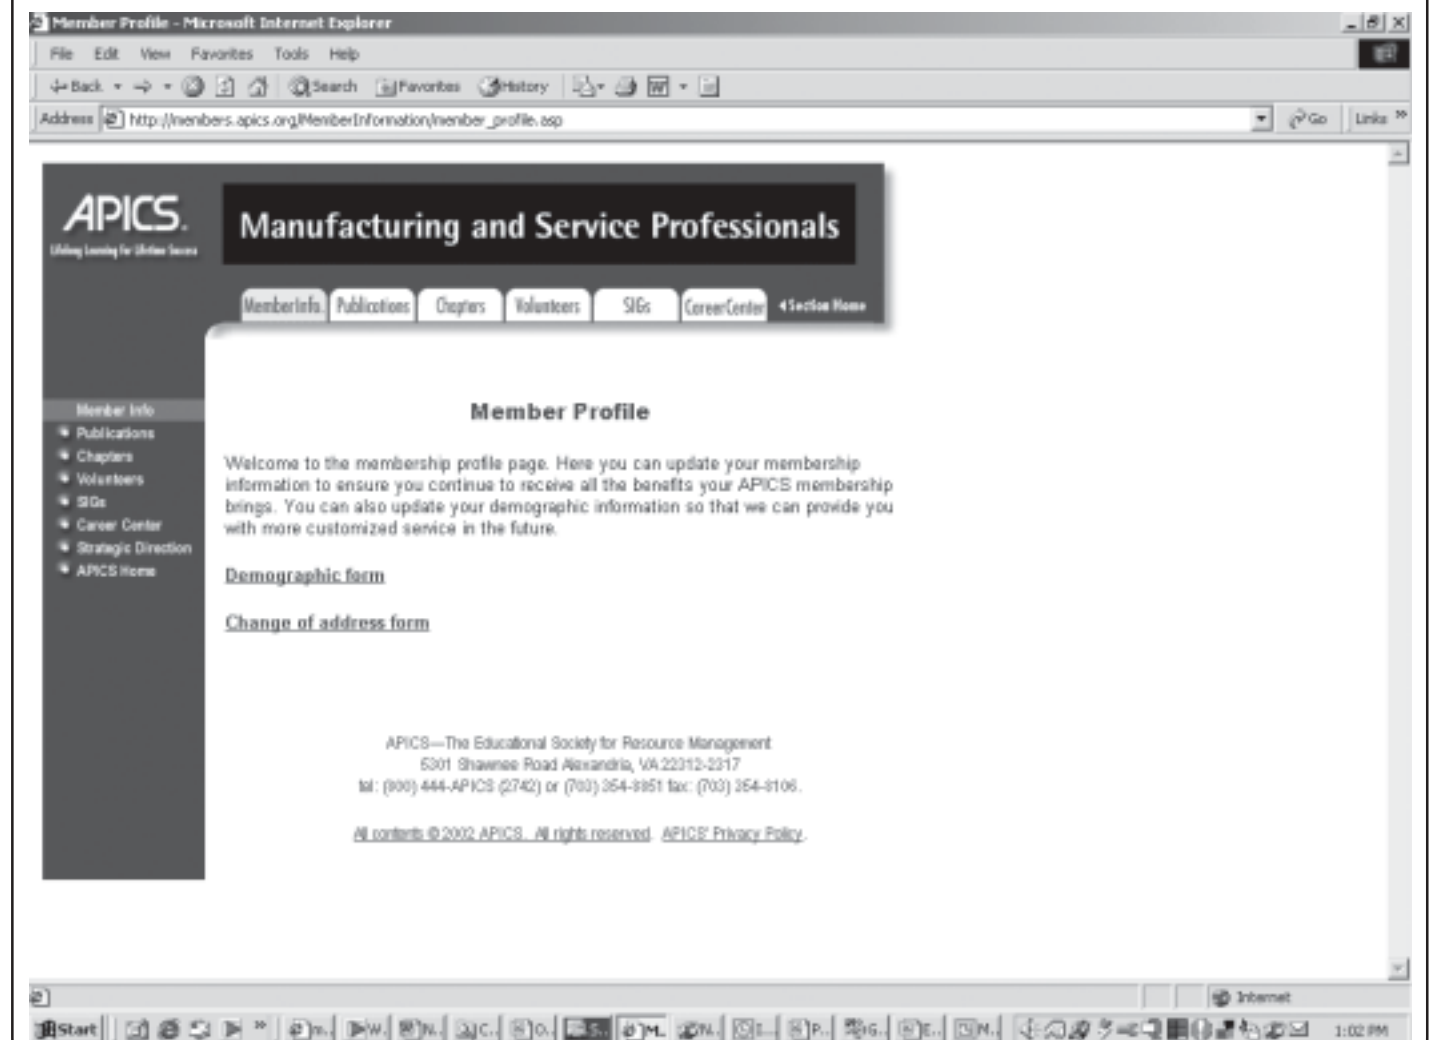 Member Profile - Microsoft Internet Explorer
File Edit View Favorites Tools Help
Back Search Favorites History
Address http://members.apics.org/MemberInformation/member_profile.asp Go Links »
APICS.
Lifelong Learning for Lifetime Success
Manufacturing and Service Professionals
MemberInfo. Publications Chapters Volunteers SIGs CareerCenter Section Home
Member Info
Publications
Chapters
Volunteers
SIGs
Career Center
Strategic Direction
APICS Home
Member Profile
Welcome to the membership profile page. Here you can update your membership
information to ensure you continue to receive all the benefits your APICS membership
brings. You can also update your demographic information so that we can provide you
with more customized service in the future.
Demographic form
Change of address form
APICS—The Educational Society for Resource Management
5301 Shawnee Road Alexandria, VA 22312-2317
tel: (800) 444-APICS (2742) or (703) fax: (703)
All contents © 2002 APICS. All rights reserved. APICS' Privacy Policy.
Internet
Start 1:02 PM